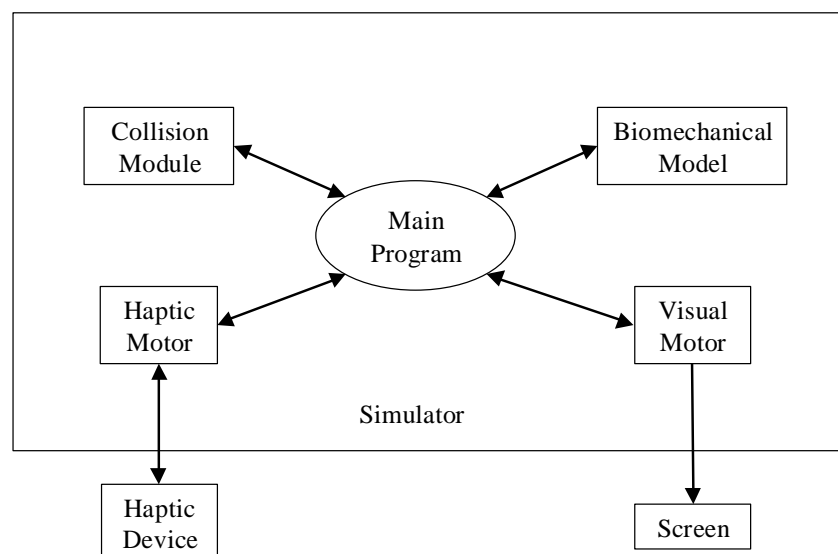 Collision
Module
Biomechanical
Model
Main
Program
Haptic
Motor
Visual
Motor
Simulator
Haptic
Device
Screen